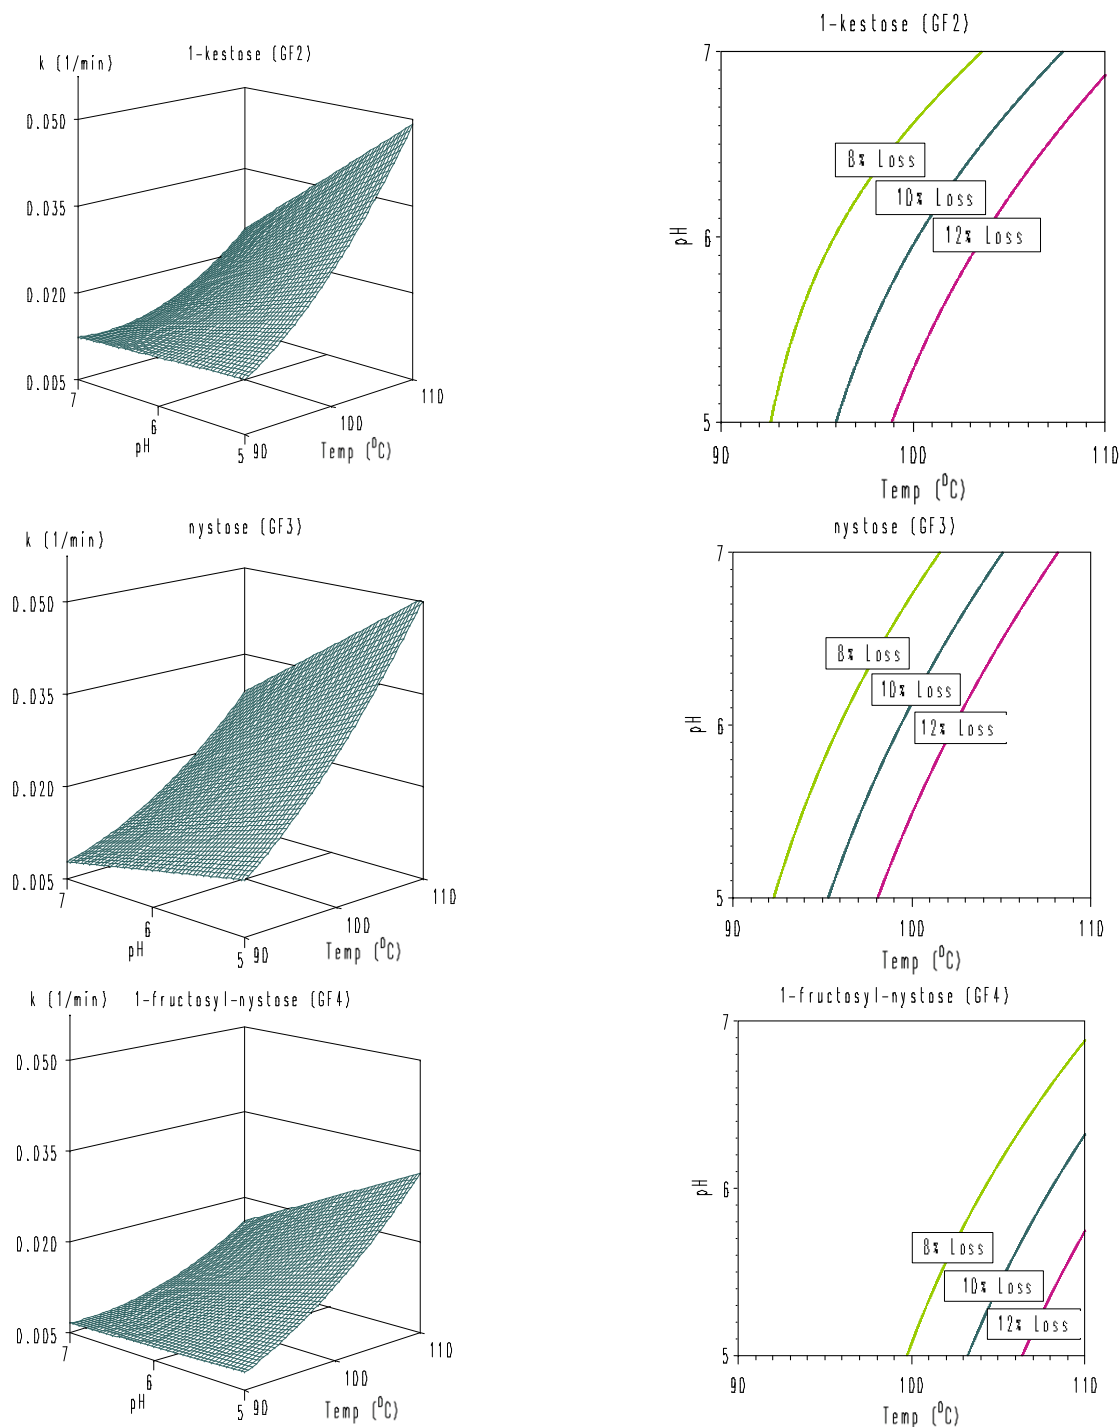 1-kestose (GF2)
k (1/min)
0.050
0.035
0.020
0.005
7
6
5
pH
90
100
110
Temp (⁰C)
1-kestose (GF2)
7
6
5
pH
8% Loss
10% Loss
12% Loss
90
100
110
Temp (⁰C)
nystose (GF3)
k (1/min)
0.050
0.035
0.020
0.005
7
6
5
pH
90
100
110
Temp (⁰C)
nystose (GF3)
7
6
5
pH
8% Loss
10% Loss
12% Loss
90
100
110
Temp (⁰C)
k (1/min)
1-fructosyl-nystose (GF4)
0.050
0.035
0.020
0.005
7
6
5
pH
90
100
110
Temp (⁰C)
1-fructosyl-nystose (GF4)
7
6
5
pH
8% Loss
10% Loss
12% Loss
90
100
110
Temp (⁰C)